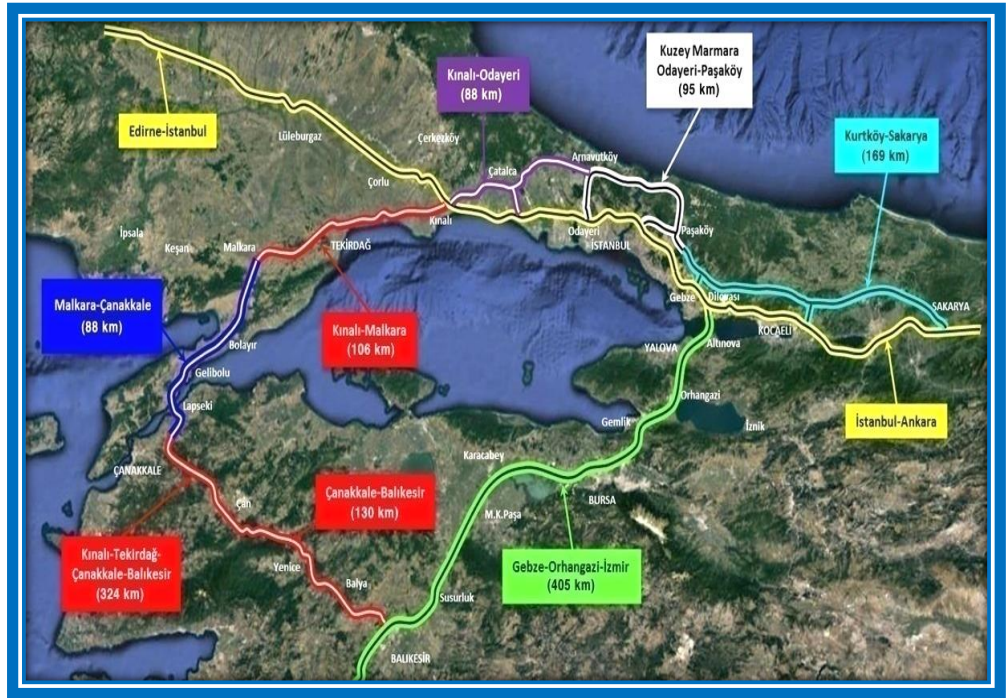 Edirne-İstanbul
Kınalı-Odayeri
(88 km)
Kuzey Marmara
Odayeri-Paşaköy
(95 km)
Kurtköy-Sakarya
(169 km)
Lüleburgaz
Çerkezköy
Çorlu
Çatalca
Arnavutköy
Kınalı
Odayeri
İSTANBUL
Paşaköy
İpsala
Keşan
Malkara
TEKİRDAĞ
Gebze
Dilovası
KOCAELİ
SAKARYA
Malkara-Çanakkale
(88 km)
Kınalı-Malkara
(106 km)
Bolayır
Gelibolu
Lapseki
YALOVA
Altınova
Orhangazi
Gemlik
İznik
İstanbul-Ankara
ÇANAKKALE
Çan
Karacabey
M.K.Paşa
BURSA
Çanakkale-Balıkesir
(130 km)
Kınalı-Tekirdağ-
Çanakkale-Balıkesir
(324 km)
Yenice
Balya
Susurluk
Gebze-Orhangazi-İzmir
(405 km)
BALIKESİR